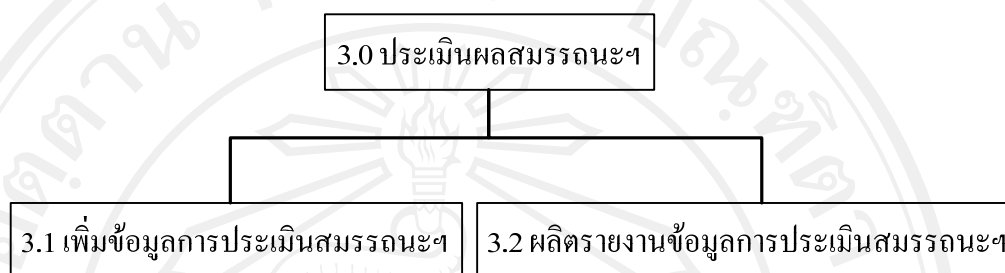 3.0 ประเมินผลสมรรถนะฯ
3.1 เพิ่มข้อมูลการประเมินสมรรถนะฯ
3.2 ผลิตรายงานข้อมูลการประเมินสมรรถนะฯ